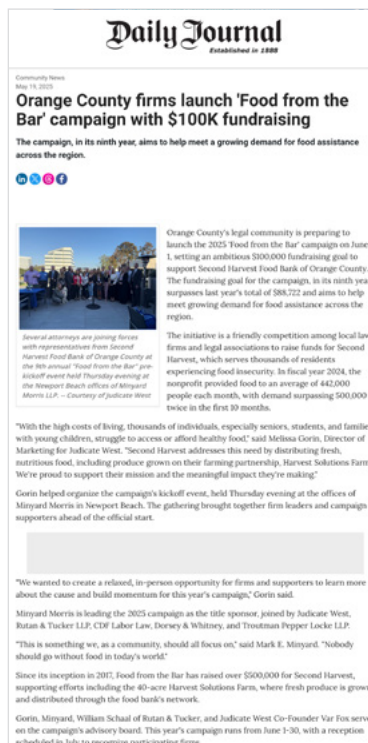 Daily Journal
Established in 1888
Community News
May 19, 2025
Orange County firms launch 'Food from the
Bar' campaign with $100K fundraising
The campaign, in its ninth year, aims to help meet a growing demand for food assistance
across the region.
Orange County's legal community is preparing to
launch the 2025 'Food from the Bar' campaign on June
1, setting an ambitious $100,000 fundraising goal to
support Second Harvest Food Bank of Orange County.
The fundraising goal for the campaign, in its ninth year
surpasses last year's total of $88,722 and aims to help
meet growing demand for food assistance across the
region.
Several attorneys are joining forces
with representatives from Second
Harvest Food Bank of Orange County at
the 9th annual "Food from the Bar" pre-
kickoff event held Thursday evening at
the Newport Beach offices of Minyard
Morris LLP. -- Courtesy of Judicate West
The initiative is a friendly competition among local law
firms and legal associations to raise funds for Second
Harvest, which serves thousands of residents
experiencing food insecurity. In fiscal year 2024, the
nonprofit provided food to an average of 442,000
people each month, with demand surpassing 500,000
twice in the first 10 months.
"With the high costs of living, thousands of individuals, especially seniors, students, and families
with young children, struggle to access or afford healthy food," said Melissa Gorin, Director of
Marketing for Judicate West. "Second Harvest addresses this need by distributing fresh,
nutritious food, including produce grown on their farming partnership, Harvest Solutions Farm
We're proud to support their mission and the meaningful impact they're making."
Gorin helped organize the campaign's kickoff event, held Thursday evening at the offices of
Minyard Morris in Newport Beach. The gathering brought together firm leaders and campaign
supporters ahead of the official start.
"We wanted to create a relaxed, in-person opportunity for firms and supporters to learn more
about the cause and build momentum for this year's campaign," Gorin said.
Minyard Morris is leading the 2025 campaign as the title sponsor, joined by Judicate West,
Rutan & Tucker LLP, CDF Labor Law, Dorsey & Whitney, and Troutman Pepper Locke LLP.
"This is something we, as a community, should all focus on," said Mark E. Minyard. "Nobody
should go without food in today's world."
Since its inception in 2017, Food from the Bar has raised over $500,000 for Second Harvest,
supporting efforts including the 40-acre Harvest Solutions Farm, where fresh produce is grown
and distributed through the food bank's network.
Gorin, Minyard, William Schaal of Rutan & Tucker, and Judicate West Co-Founder Var Fox serve
on the campaign's advisory board. This year's campaign runs from June 1-30, with a reception
scheduled in July to recognize participating firms.